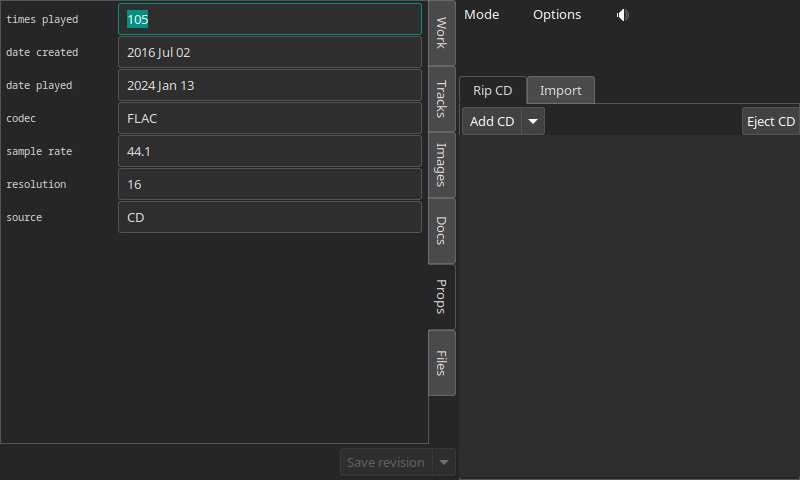 times played 105
date created 2016 Jul 02
date played 2024 Jan 13
codec FLAC
sample rate 44.1
resolution 16
source CD
Work
Tracks
Images
Docs
Props
Files
Save revision
Mode Options
Rip CD Import
Add CD Eject CD